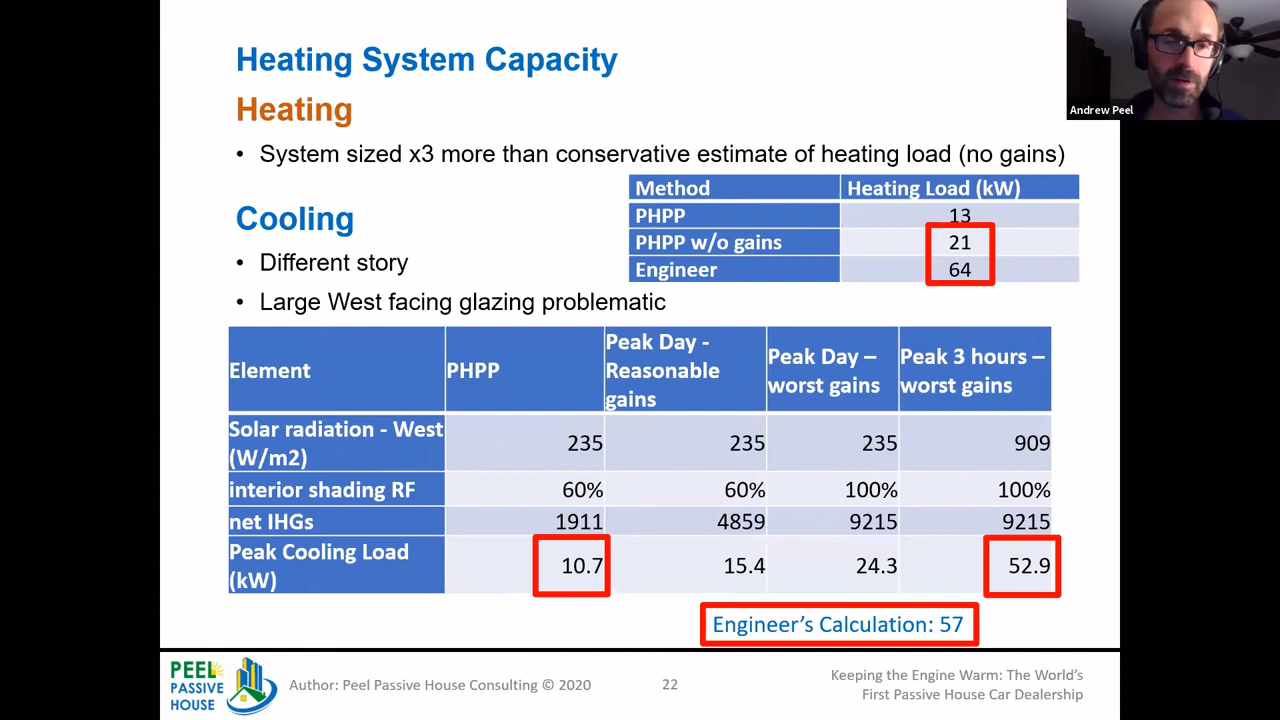 Heating System Capacity
Heating
• System sized x3 more than conservative estimate of heating load (no gains)
Method Heating Load (kW)
PHPP 13
PHPP w/o gains 21
Engineer 64
Cooling
• Different story
• Large West facing glazing problematic
Element PHPP Peak Day - Reasonable gains Peak Day – worst gains Peak 3 hours – worst gains
Solar radiation - West (W/m2) 235 235 235 909
interior shading RF 60% 60% 100% 100%
net IHGs 1911 4859 9215 9215
Peak Cooling Load (kW) 10.7 15.4 24.3 52.9
Engineer's Calculation: 57
PEEL
PASSIVE
HOUSE
Author: Peel Passive House Consulting © 2020
22
Keeping the Engine Warm: The World's
First Passive House Car Dealership
Andrew Peel